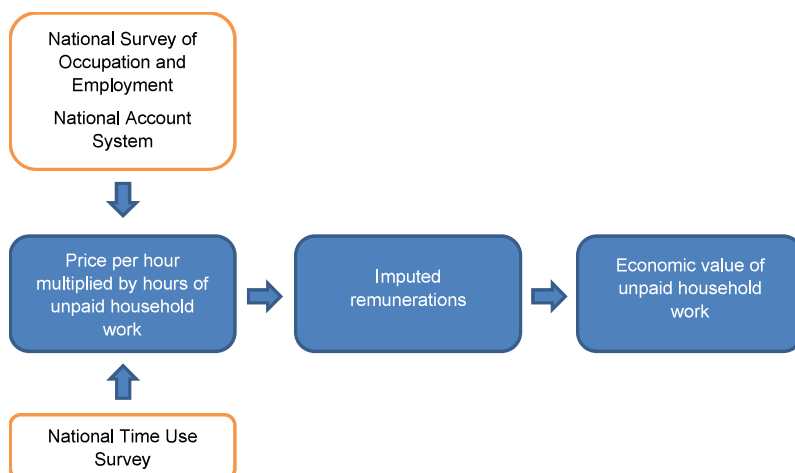 National Survey of
Occupation and
Employment
National Account
System
Price per hour
multiplied by hours of
unpaid household
work
Imputed
remunerations
Economic value of
unpaid household
work
National Time Use
Survey